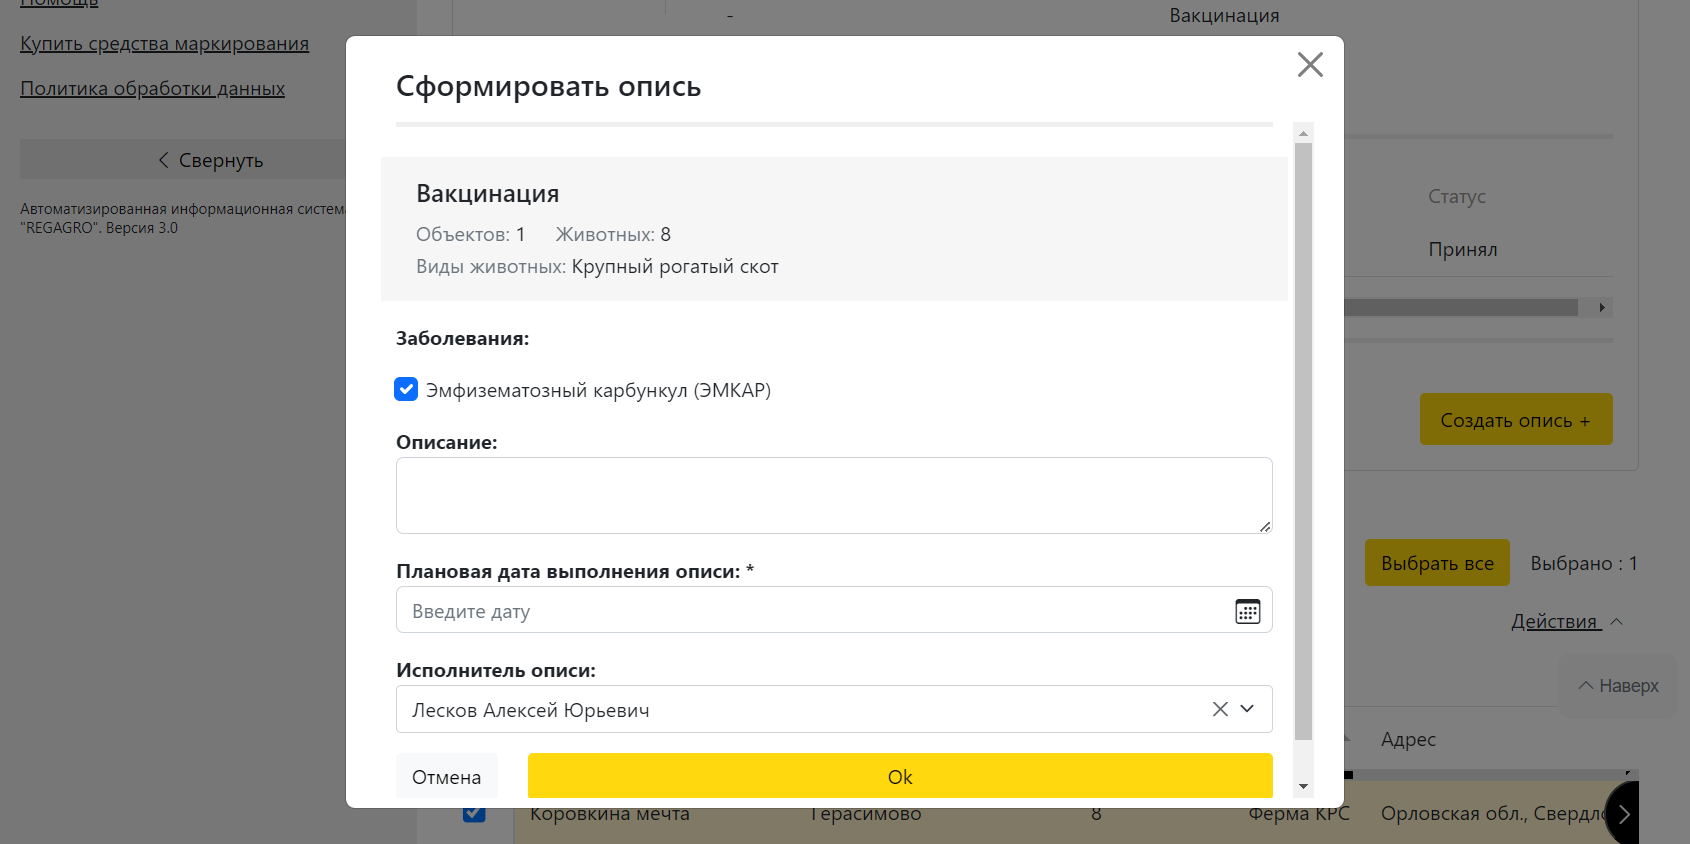 Помощь
Купить средства маркирования
Политика обработки данных
Свернуть
Автоматизированная информационная система
"REGAGRO". Версия 3.0
-
Вакцинация
Сформировать опись
Вакцинация
Объектов: 1 Животных: 8
Виды животных: Крупный рогатый скот
Заболевания:
Эмфизематозный карбункул (ЭМКАР)
Описание:
Плановая дата выполнения описи: *
Введите дату
Исполнитель описи:
Лесков Алексей Юрьевич
Отмена
Ok
Статус
Принял
Создать опись +
Выбрать все
Выбрано : 1
Действия
Наверх
Адрес
Коровкина мечта Герасимово 8 Ферма КРС Орловская обл.,